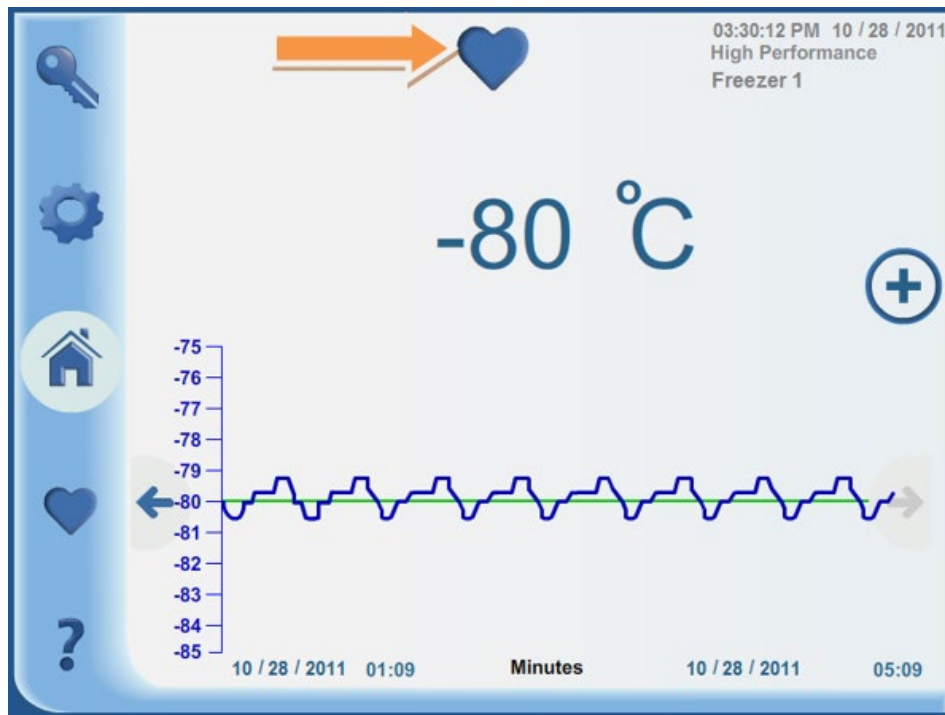 03:30:12 PM 10 / 28 / 2011
High Performance
Freezer 1
-80 °C
-75
-76
-77
-78
-79
-80
-81
-82
-83
-84
-85
10 / 28 / 2011 01:09 Minutes 10 / 28 / 2011 05:09
?